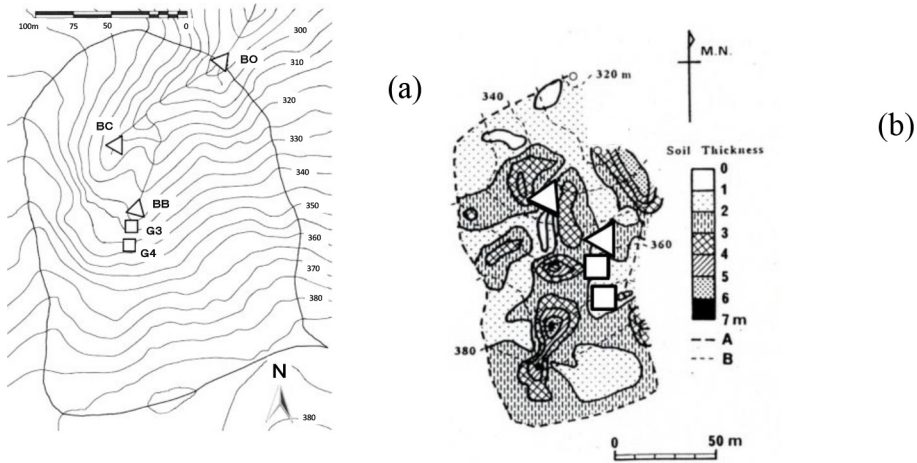 100m 75 50 0
300
BO
310
320
BC
330
340
BB
350
G3
360
G4
370
380
N
380
(a)
M.N.
320 m
340
(b)
Soil Thickness
0
1
2
3
4
5
6
7 m
360
380
A
B
0 50 m